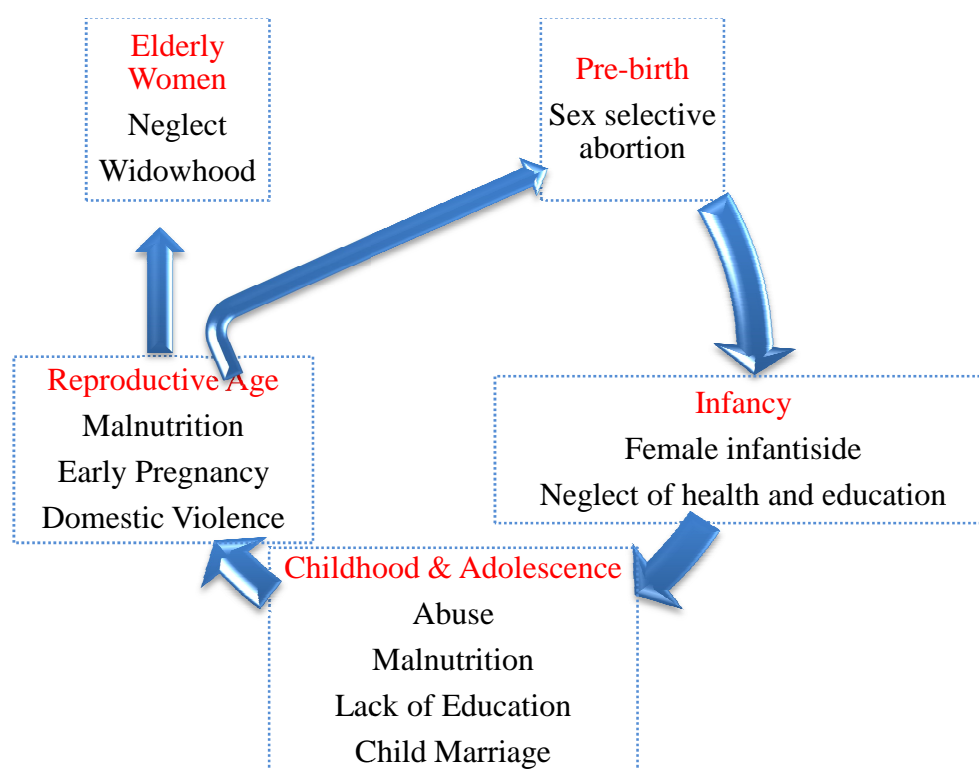 Elderly
Women
Neglect
Widowhood
Pre-birth
Sex selective
abortion
Infancy
Female infantiside
Neglect of health and education
Childhood & Adolescence
Abuse
Malnutrition
Lack of Education
Child Marriage
Reproductive Age
Malnutrition
Early Pregnancy
Domestic Violence